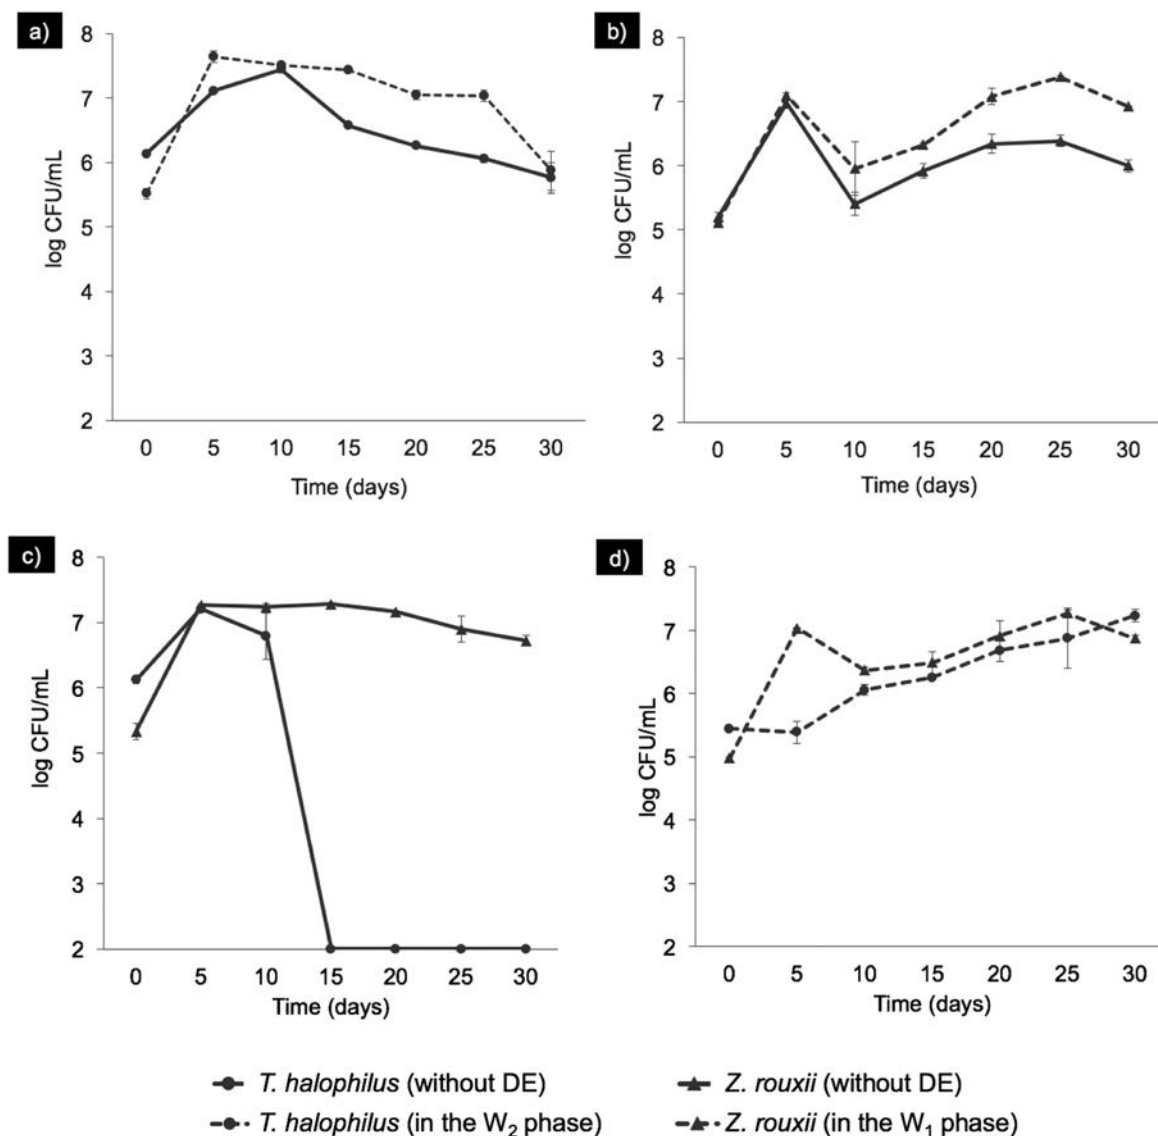 a)
8
7
6
5
4
3
2
log CFU/mL
0 5 10 15 20 25 30
Time (days)
b)
8
7
6
5
4
3
2
log CFU/mL
0 5 10 15 20 25 30
Time (days)
c)
8
7
6
5
4
3
2
log CFU/mL
0 5 10 15 20 25 30
Time (days)
d)
8
7
6
5
4
3
2
log CFU/mL
0 5 10 15 20 25 30
Time (days)
T. halophilus (without DE)
Z. rouxii (without DE)
T. halophilus (in the W₂ phase)
Z. rouxii (in the W₁ phase)